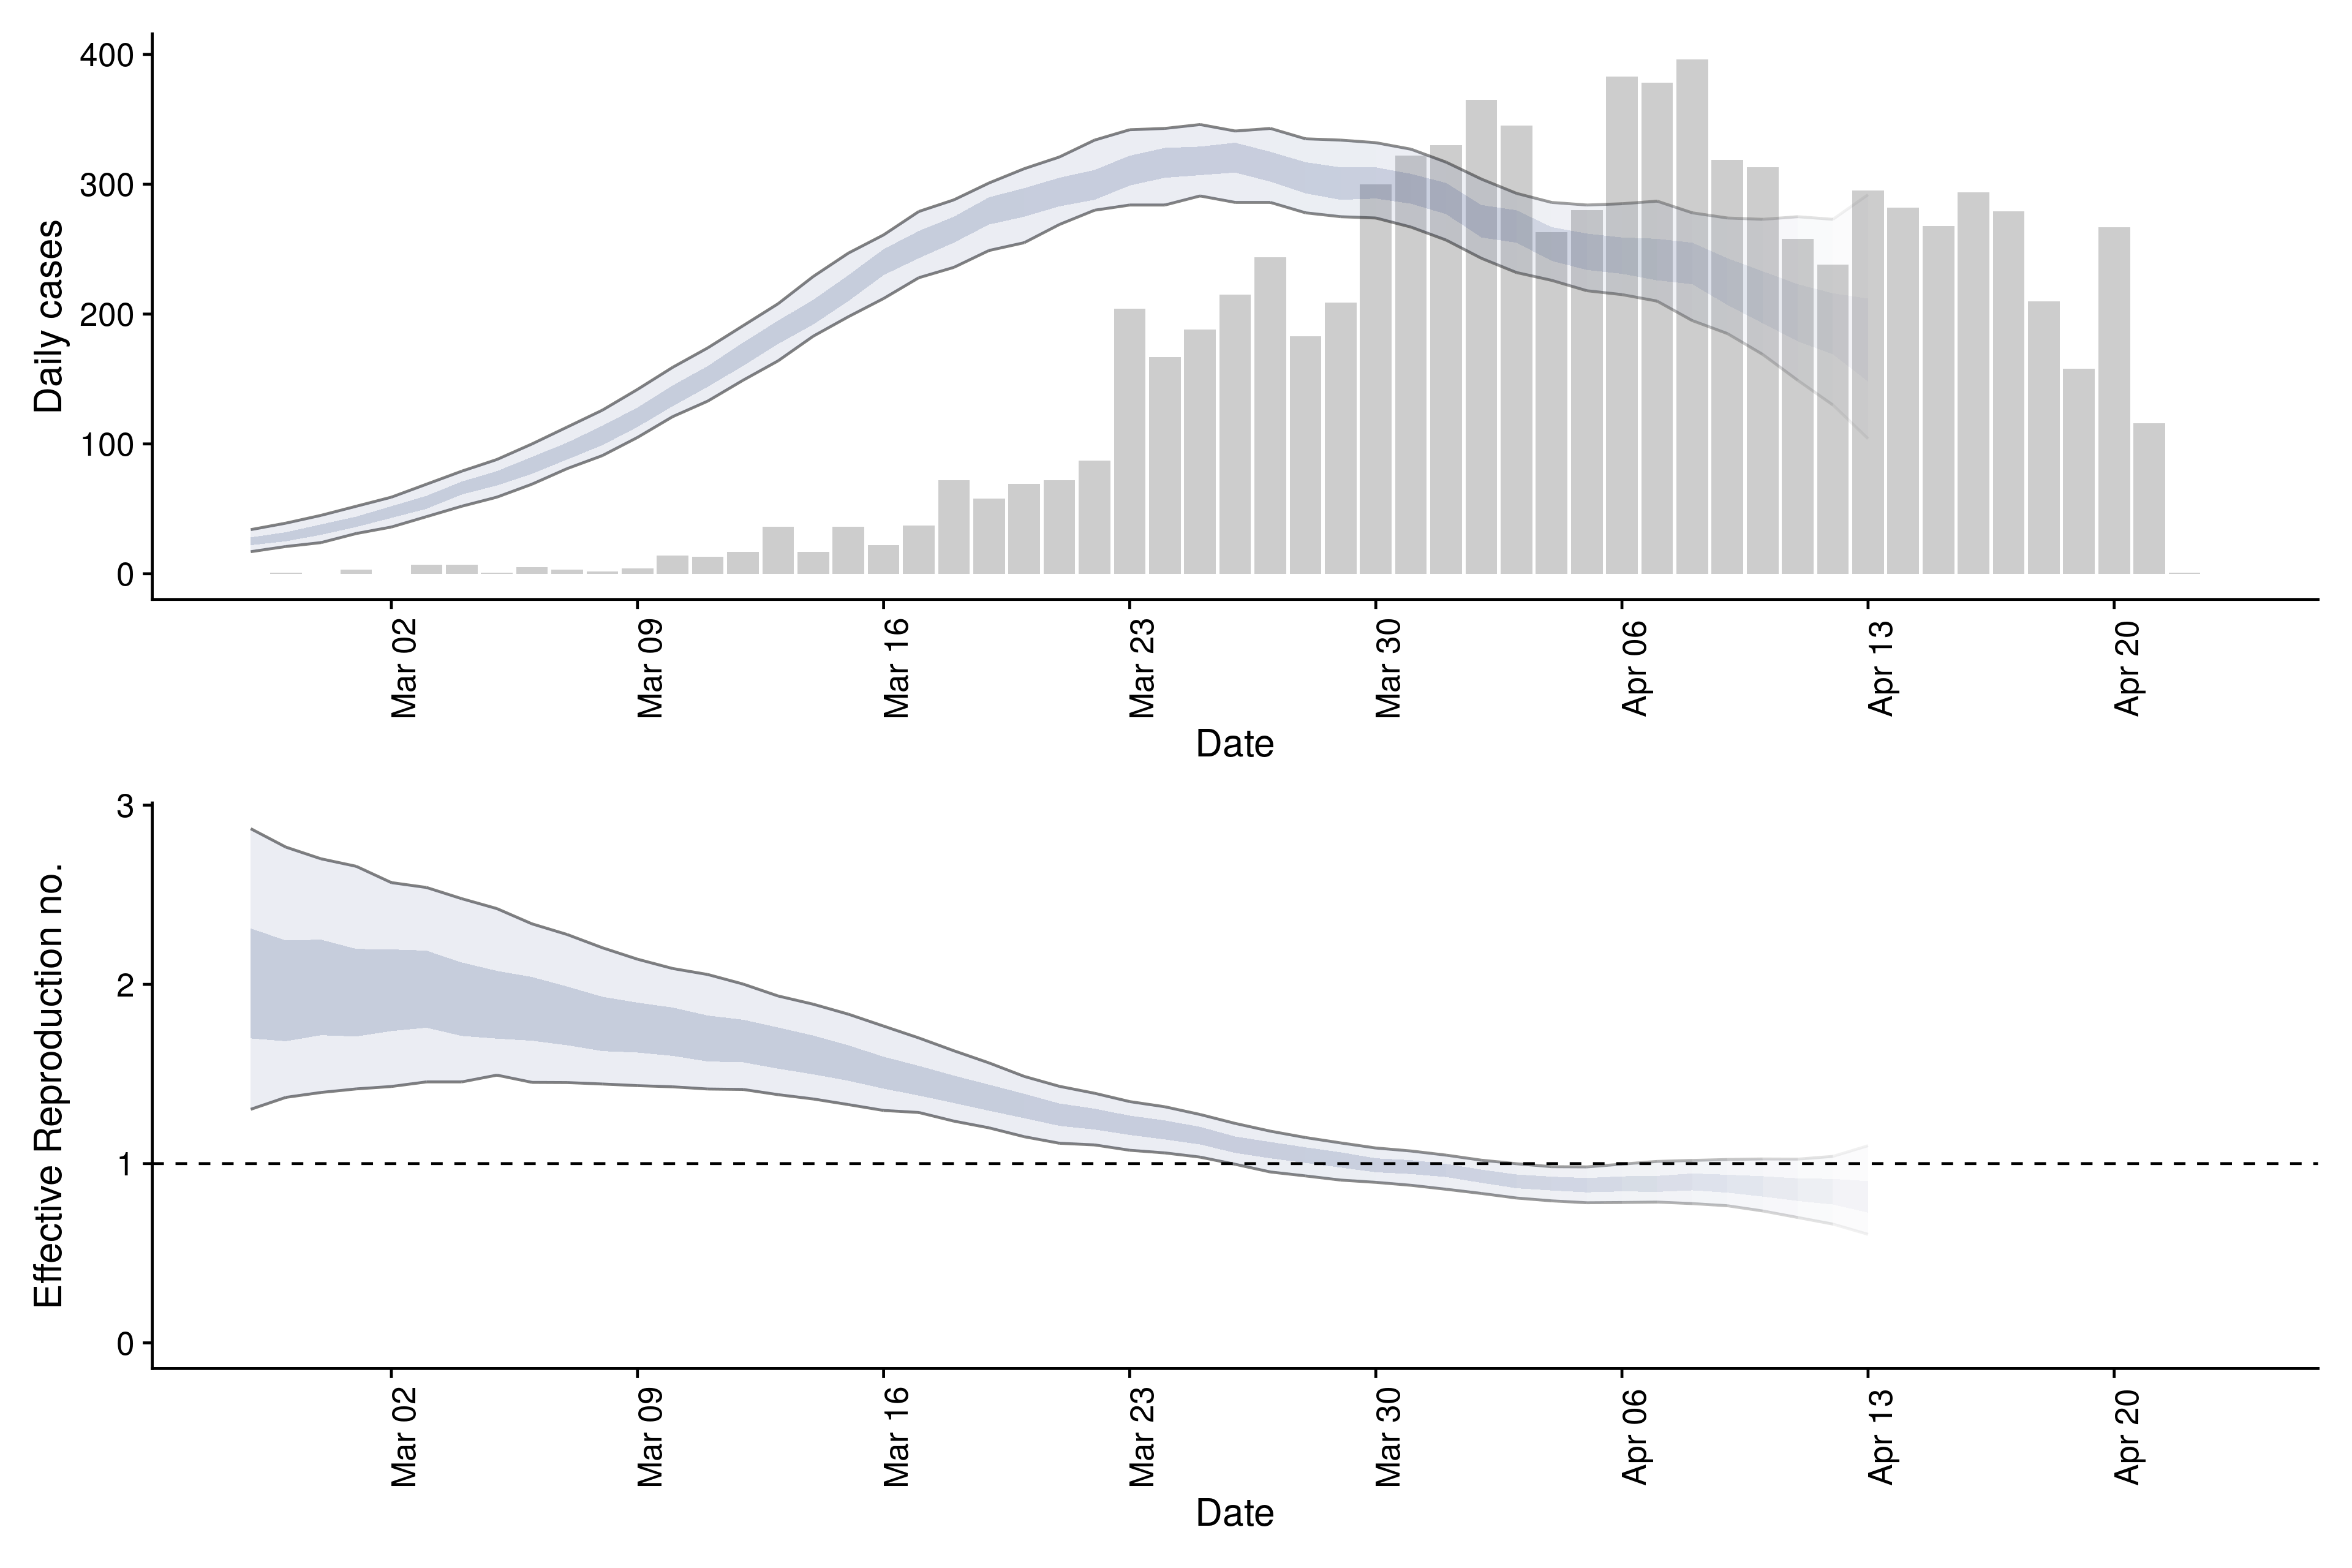 Daily cases
400
300
200
100
0
Mar 02
Mar 09
Mar 16
Mar 23
Mar 30
Apr 06
Apr 13
Apr 20
Date
Effective Reproduction no.
3
2
1
0
Mar 02
Mar 09
Mar 16
Mar 23
Mar 30
Apr 06
Apr 13
Apr 20
Date